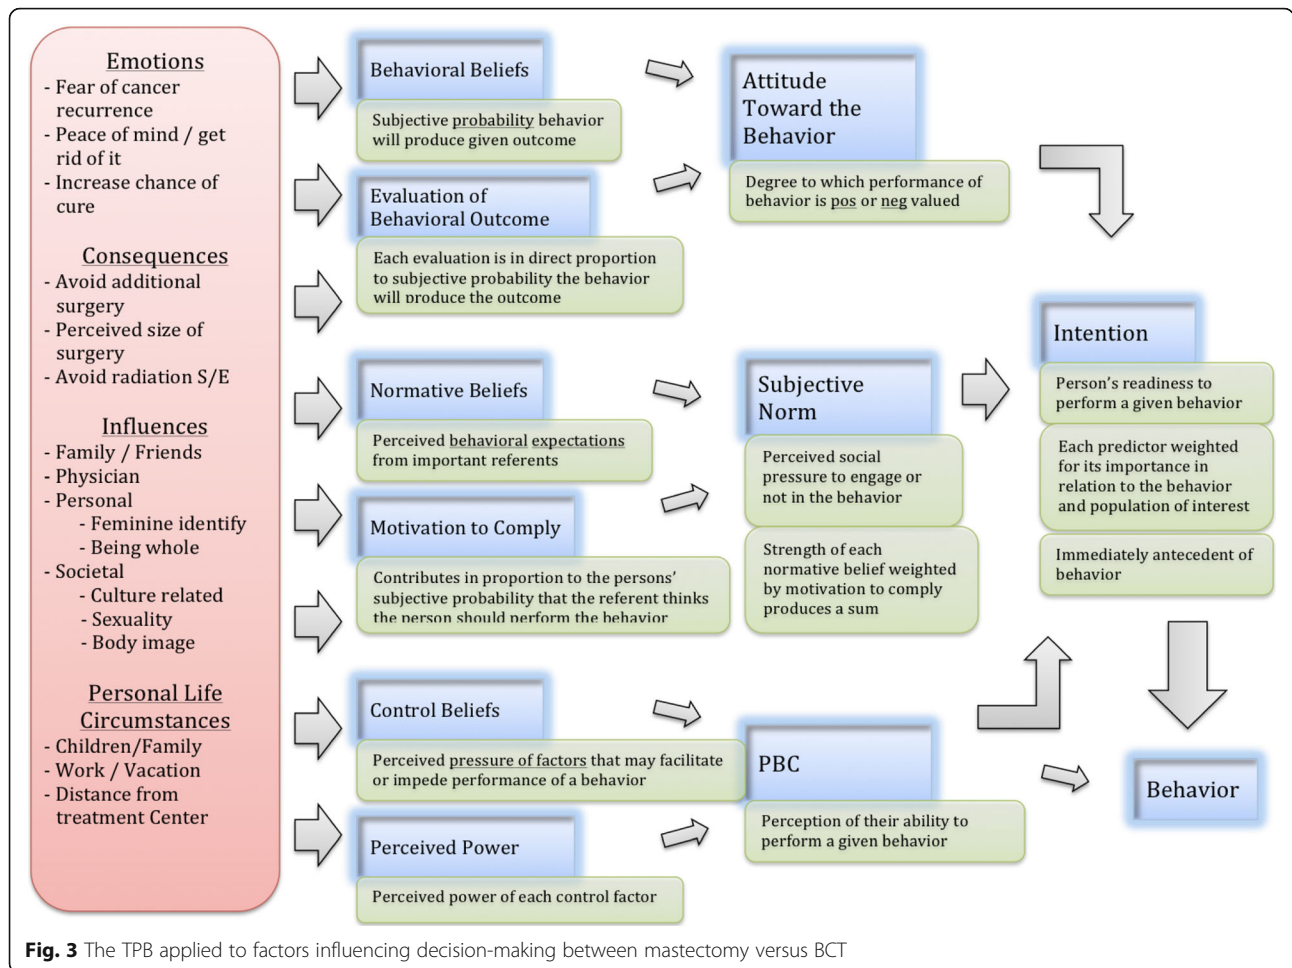 Emotions
- Fear of cancer
recurrence
- Peace of mind / get
rid of it
- Increase chance of
cure
Consequences
- Avoid additional
surgery
- Perceived size of
surgery
- Avoid radiation S/E
Influences
- Family / Friends
- Physician
- Personal
- Feminine identify
- Being whole
- Societal
- Culture related
- Sexuality
- Body image
Personal Life
Circumstances
- Children/Family
- Work / Vacation
- Distance from
treatment Center
Behavioral Beliefs
Subjective probability behavior
will produce given outcome
Evaluation of
Behavioral Outcome
Each evaluation is in direct proportion
to subjective probability the behavior
will produce the outcome
Normative Beliefs
Perceived behavioral expectations
from important referents
Motivation to Comply
Contributes in proportion to the persons'
subjective probability that the referent thinks
the person should perform the behavior
Control Beliefs
Perceived pressure of factors that may facilitate
or impede performance of a behavior
Perceived Power
Perceived power of each control factor
Attitude
Toward the
Behavior
Degree to which performance of
behavior is pos or neg valued
Subjective
Norm
Perceived social
pressure to engage or
not in the behavior
Strength of each
normative belief weighted
by motivation to comply
produces a sum
PBC
Perception of their ability to
perform a given behavior
Intention
Person's readiness to
perform a given behavior
Each predictor weighted
for its importance in
relation to the behavior
and population of interest
Immediately antecedent of
behavior
Behavior
Fig. 3 The TPB applied to factors influencing decision-making between mastectomy versus BCT